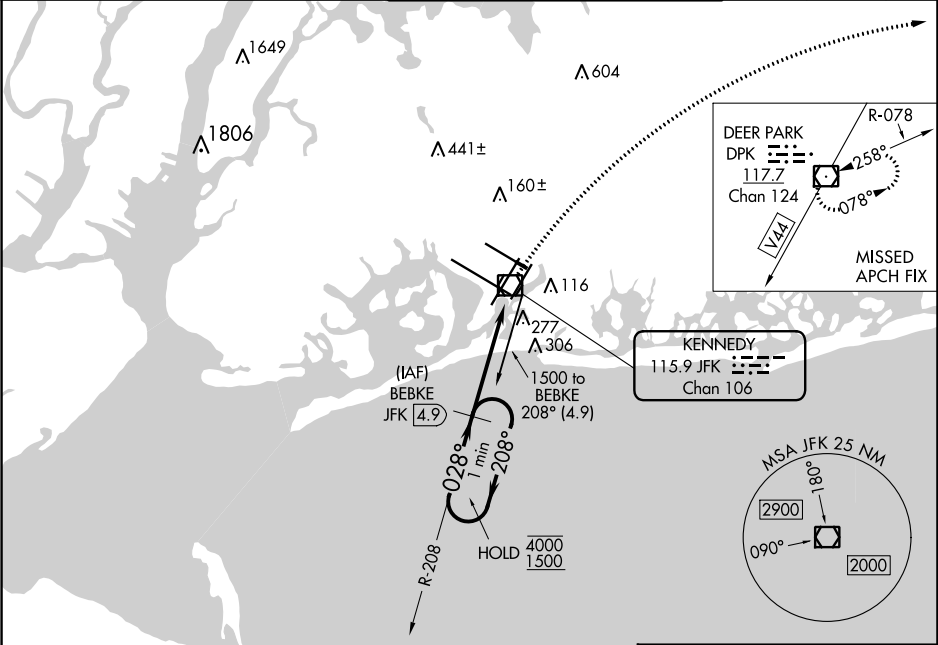 1649
1806
604
441±
160±
DEER PARK
DPK
117.7
Chan 124
R-078
258°
078°
V44
MISSED
APCH FIX
116
277
306
KENNEDY
115.9 JFK
Chan 106
(IAF)
BEBKE
JFK 4.9
1500 to
BEBKE
208° (4.9)
028°
1 min
208°
HOLD 4000
1500
R-208
MSA JFK 25 NM
180°
2900
090°
2000